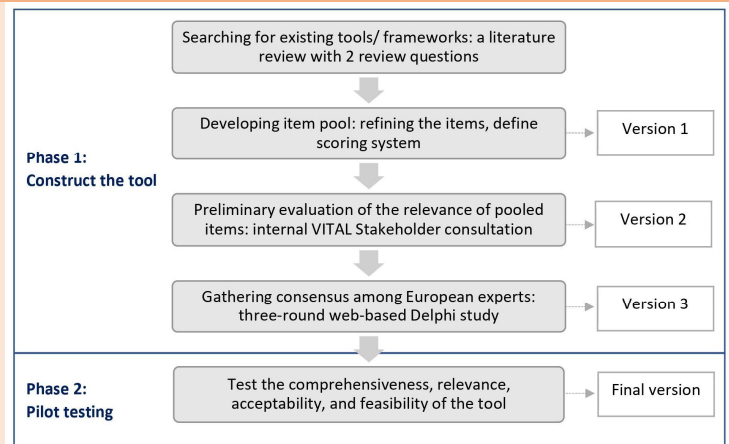 Searching for existing tools/ frameworks: a literature
review with 2 review questions
Developing item pool: refining the items, define
scoring system
Version 1
Phase 1:
Construct the tool
Preliminary evaluation of the relevance of pooled
items: internal VITAL Stakeholder consultation
Version 2
Gathering consensus among European experts:
three-round web-based Delphi study
Version 3
Phase 2:
Pilot testing
Test the comprehensiveness, relevance,
acceptability, and feasibility of the tool
Final version